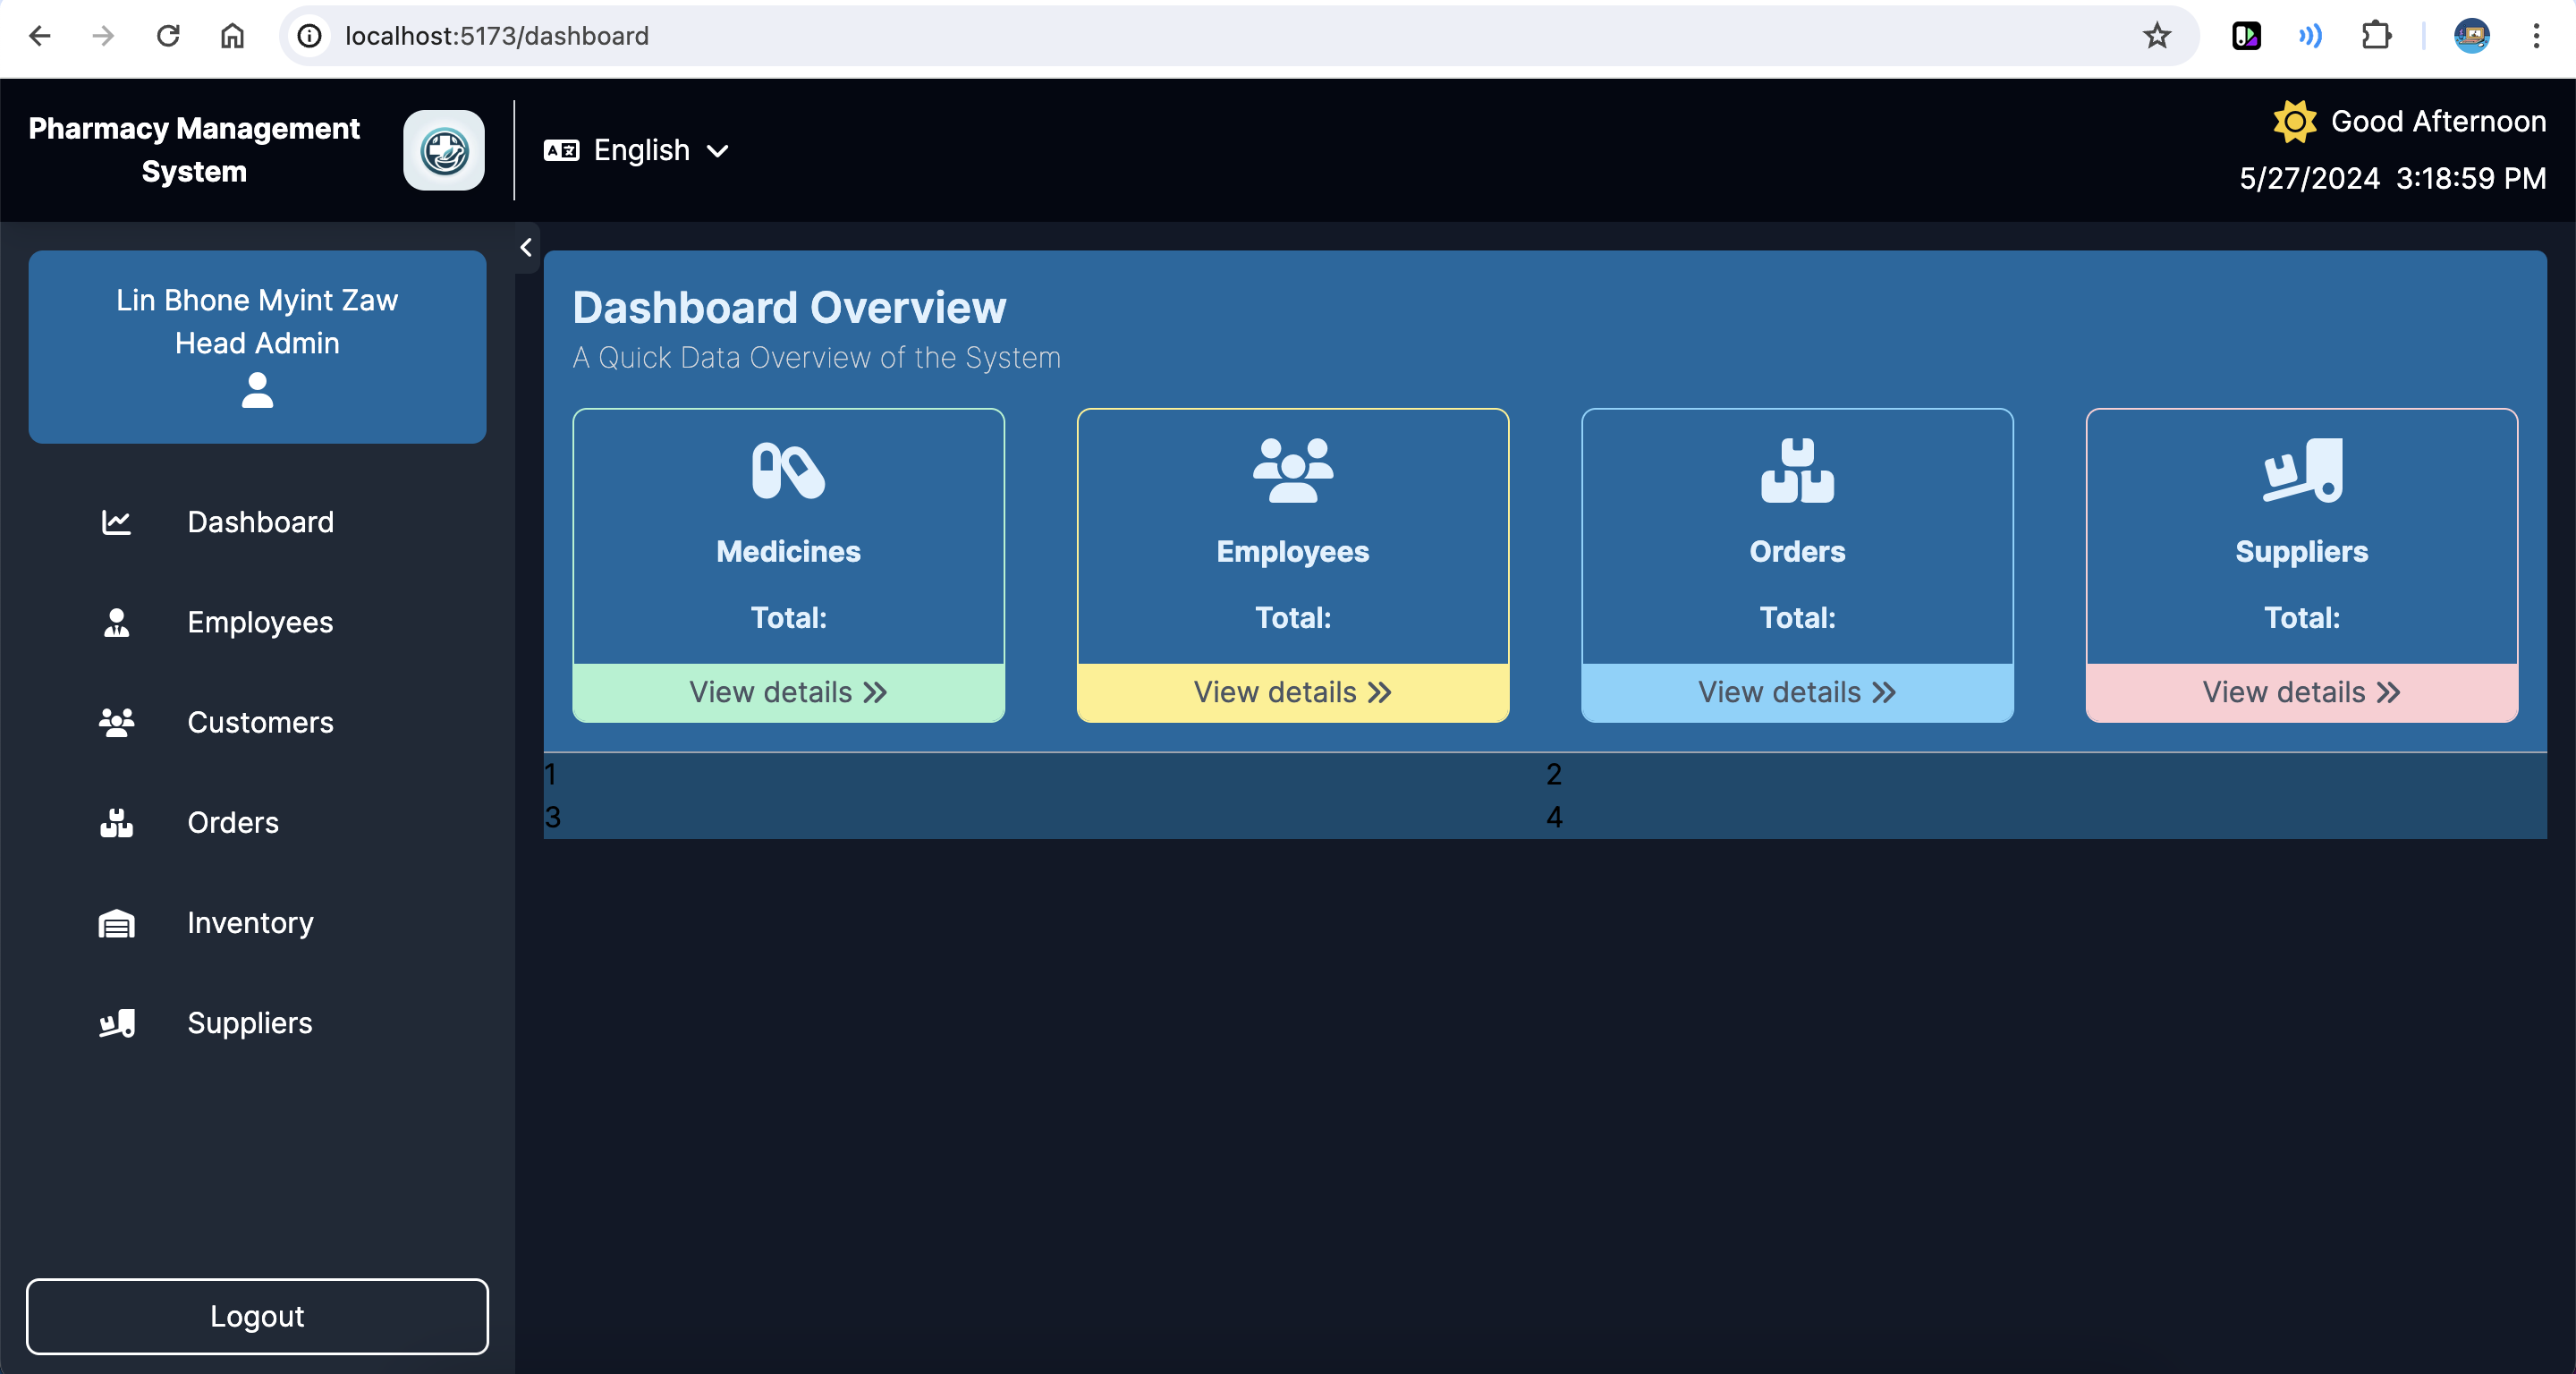 localhost:5173/dashboard
Pharmacy Management
System
English
Good Afternoon
5/27/2024 3:18:59 PM
Lin Bhone Myint Zaw
Head Admin
Dashboard
Employees
Customers
Orders
Inventory
Suppliers
Logout
Dashboard Overview
A Quick Data Overview of the System
Medicines
Total:
View details
Employees
Total:
View details
Orders
Total:
View details
Suppliers
Total:
View details
1 2
3 4